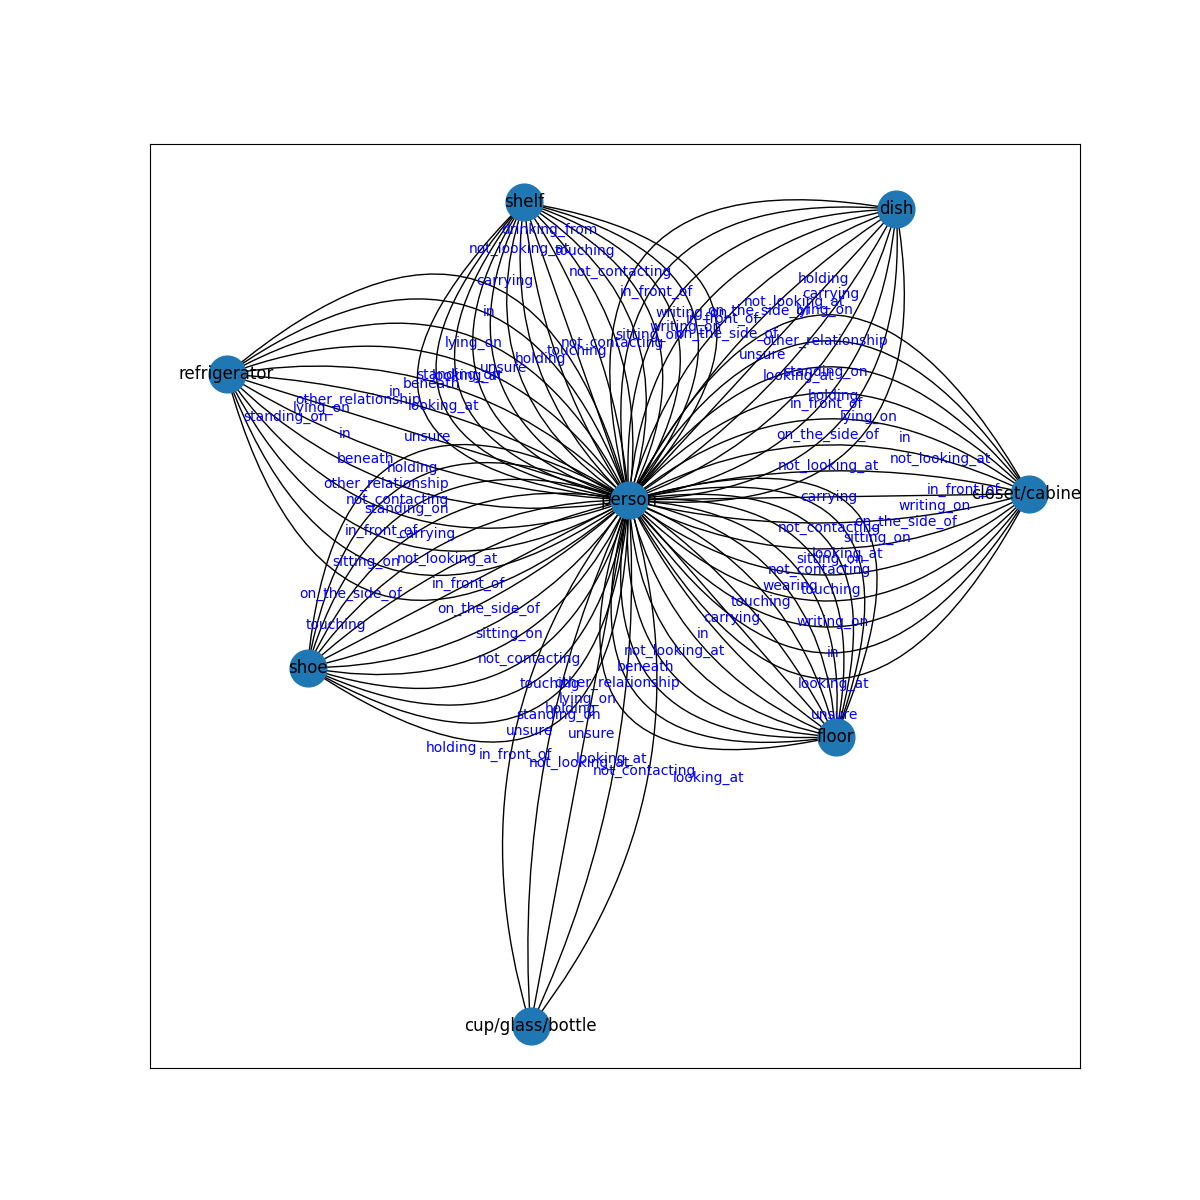 shelf
dish
drinking_from
not_looking_at
touching
not_contacting
holding
carrying
in_front_of
carrying
not_looking_at
in
writing_on
on_the_side_of
lying_on
in_front_of
writing_on
sitting_on
on_the_side_of
other_relationship
lying_on
not_contacting
touching
unsure
holding
unsure
refrigerator
standing_on
looking_at
standing_on
looking_at
beneath
in
holding
other_relationship
looking_at
in_front_of
lying_on
standing_on
lying_on
in
unsure
on_the_side_of
in
beneath
not_looking_at
holding
not_looking_at
other_relationship
in_front_of
closet/cabine
not_contacting
person
carrying
standing_on
writing_on
on_the_side_of
in_front_of
carrying
not_contacting
sitting_on
looking_at
sitting_on
not_looking_at
sitting_on
not_contacting
in_front_of
wearing
touching
on_the_side_of
touching
on_the_side_of
carrying
touching
writing_on
sitting_on
in
not_looking_at
in
not_contacting
beneath
shoe
touching
other_relationship
looking_at
lying_on
holding
standing_on
unsure
unsure
unsure
floor
holding
in_front_of
not_looking_at
looking_at
not_contacting
looking_at
cup/glass/bottle